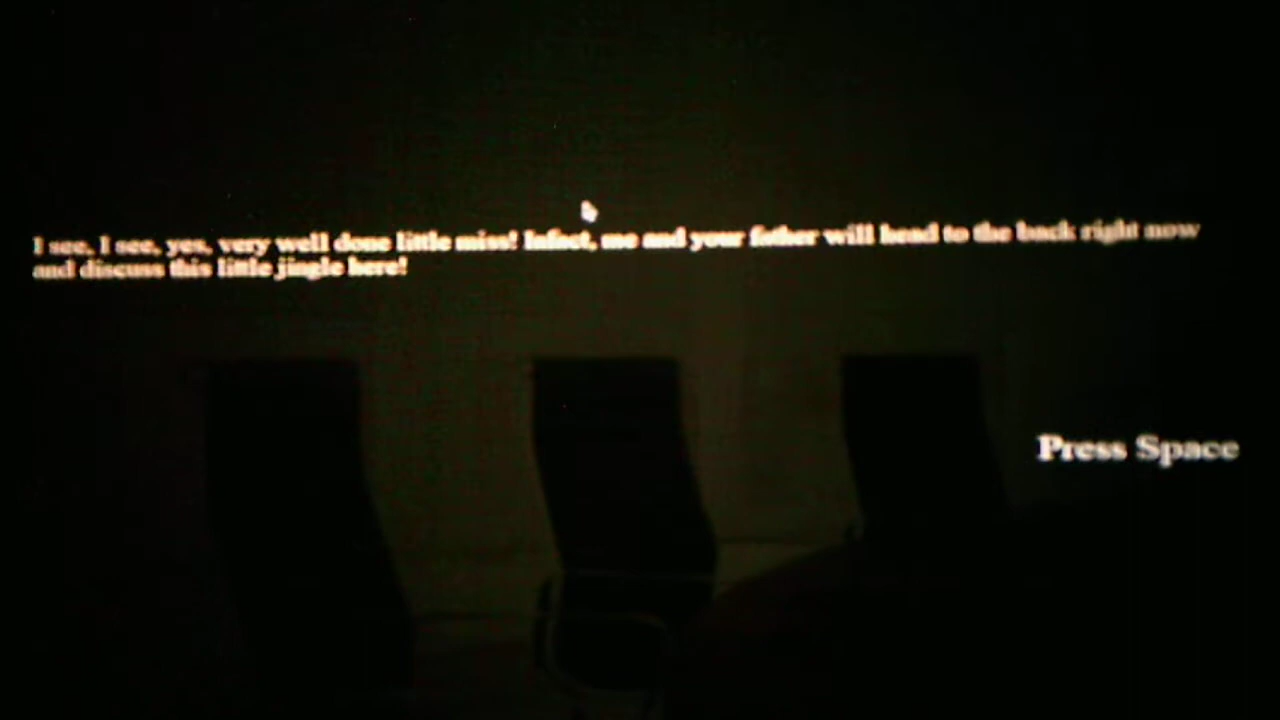 I see, I see, yes, very well done little miss! Infact, me and your father will head to the back right now
and discuss this little jingle here!
Press Space